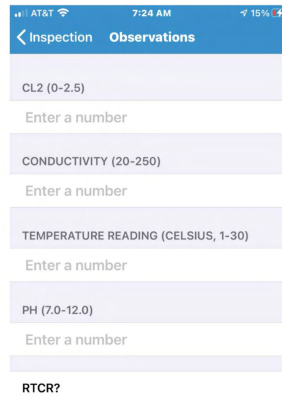 AT&T 7:24 AM 15%
Inspection Observations
CL2 (0-2.5)
Enter a number
CONDUCTIVITY (20-250)
Enter a number
TEMPERATURE READING (CELSIUS, 1-30)
Enter a number
PH (7.0-12.0)
Enter a number
RTCR?